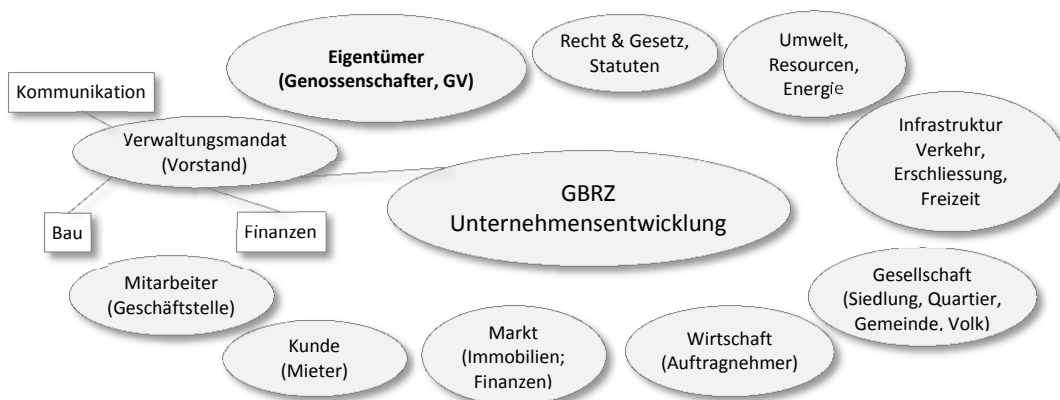 Eigentümer
(Genossenschafter, GV)
Recht & Gesetz,
Statuten
Umwelt,
Resourcen,
Energie
Kommunikation
Verwaltungsmandat
(Vorstand)
Infrastruktur
Verkehr,
Erschliessung,
Freizeit
GBRZ
Unternehmensentwicklung
Bau
Finanzen
Mitarbeiter
(Geschäftstelle)
Gesellschaft
(Siedlung, Quartier,
Gemeinde, Volk)
Kunde
(Mieter)
Markt
(Immobilien;
Finanzen)
Wirtschaft
(Auftragnehmer)